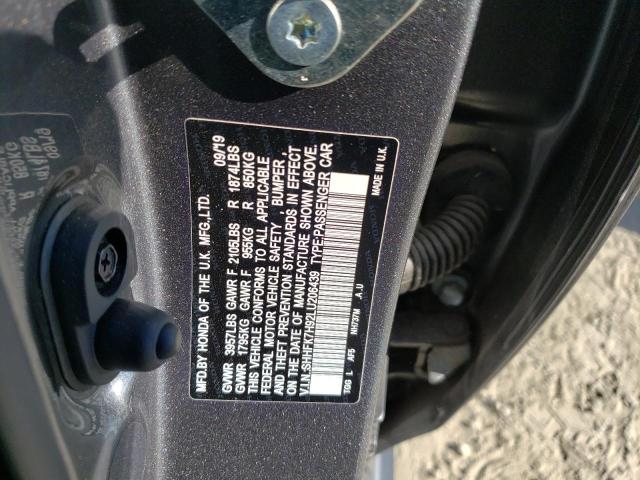 MFD.BY HONDA OF THE U.K. MFG.,LTD. 09/19
GVWR 3957LBS GAWR F 2105LBS R 1874LBS
GVWR 1795KG GAWR F 955KG R 850KG
THIS VEHICLE CONFORMS TO ALL APPLICABLE
FEDERAL MOTOR VEHICLE SAFETY, BUMPER,
AND THEFT PREVENTION STANDARDS IN EFFECT
ON THE DATE OF MANUFACTURE SHOWN ABOVE.
V.I.N.:SHHFK7H92LU206439 TYPE:PASSENGER CAR
TGG L AF5 NH737M A.U MADE IN U.K.